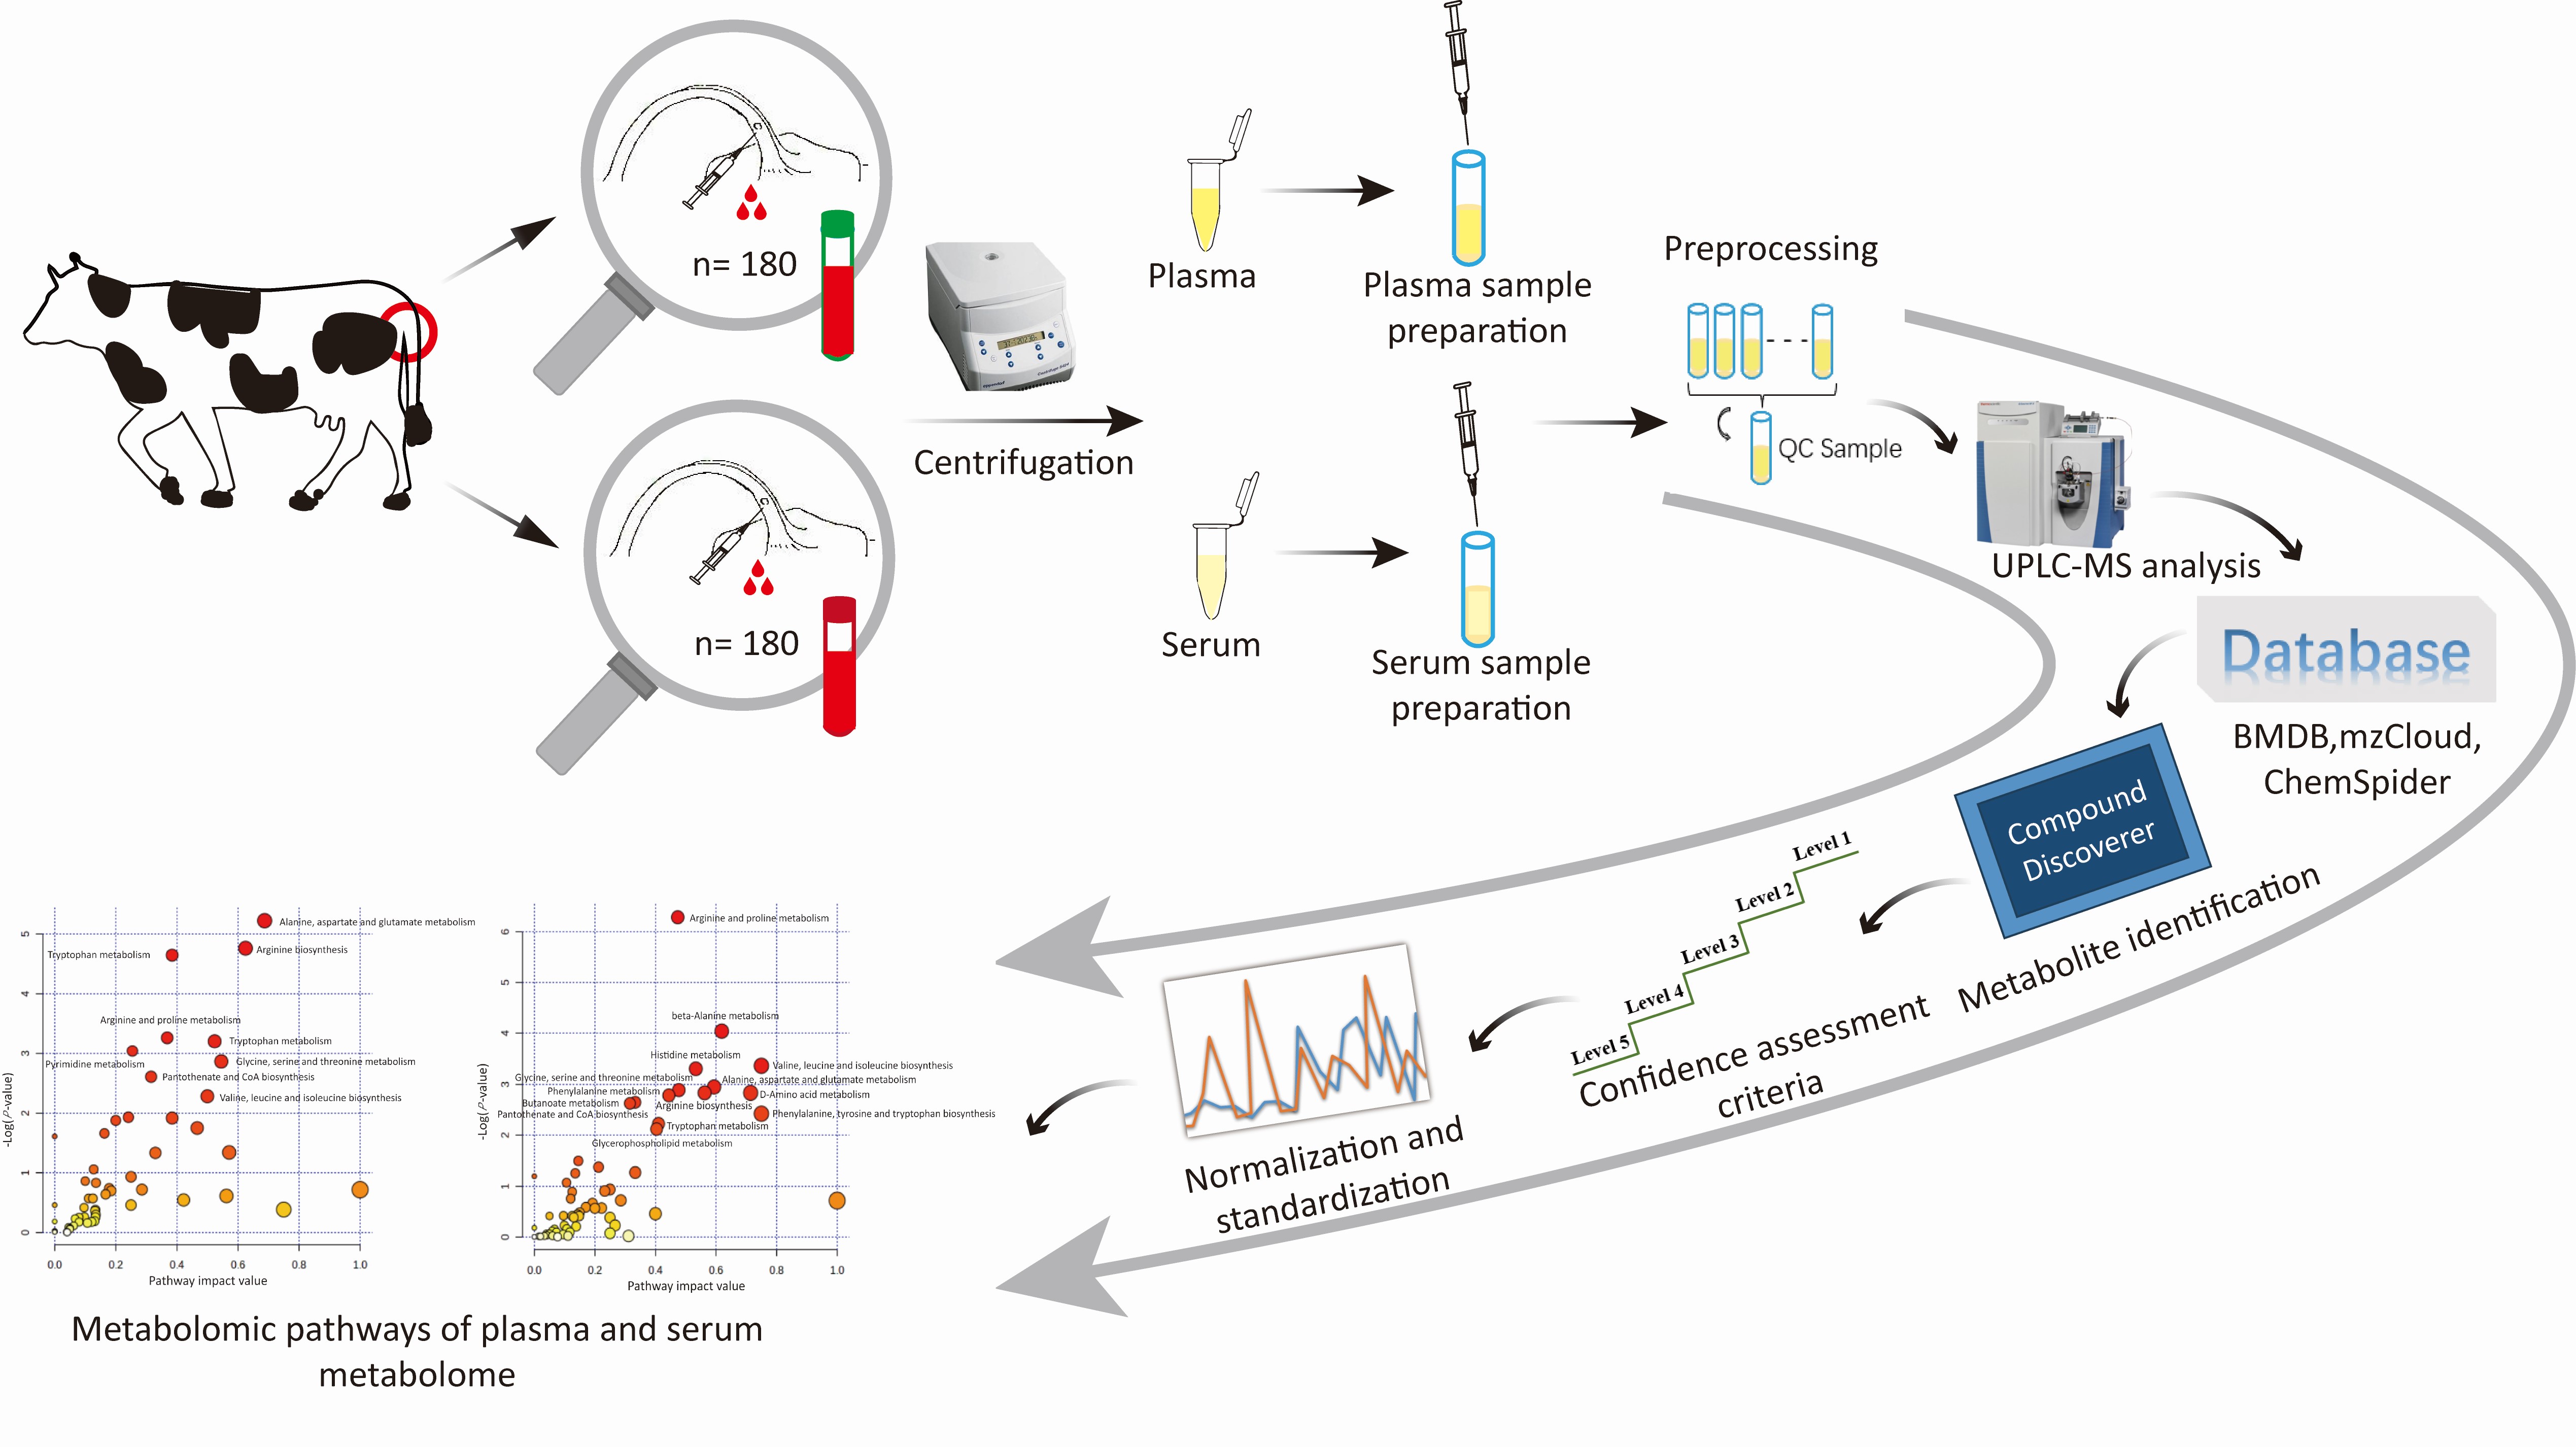 n= 180
n= 180
Centrifugation
Plasma
Plasma sample
preparation
Serum
Serum sample
preparation
Preprocessing
QC Sample
UPLC-MS analysis
Database
BMDB,mzCloud,
ChemSpider
Compound
Discoverer
Metabolite identification
Level 1
Level 2
Level 3
Level 4
Level 5
Confidence assessment
criteria
Normalization and
standardization
Alanine, aspartate and glutamate metabolism
Arginine biosynthesis
Tryptophan metabolism
Arginine and proline metabolism
Tryptophan metabolism
Pyrimidine metabolism
Glycine, serine and threonine metabolism
Pantothenate and CoA biosynthesis
Valine, leucine and isoleucine biosynthesis
-Log(P-value)
5
4
3
2
1
0
0.0 0.2 0.4 0.6 0.8 1.0
Pathway impact value
Arginine and proline metabolism
beta-Alanine metabolism
Histidine metabolism
Valine, leucine and isoleucine biosynthesis
Glycine, serine and threonine metabolism
Alanine, aspartate and glutamate metabolism
Phenylalanine metabolism
D-Amino acid metabolism
Butanoate metabolism
Arginine biosynthesis
Pantothenate and CoA biosynthesis
Phenylalanine, tyrosine and tryptophan biosynthesis
Tryptophan metabolism
Glycerophospholipid metabolism
-Log(P-value)
6
5
4
3
2
1
0
0.0 0.2 0.4 0.6 0.8 1.0
Pathway impact value
Metabolomic pathways of plasma and serum
metabolome